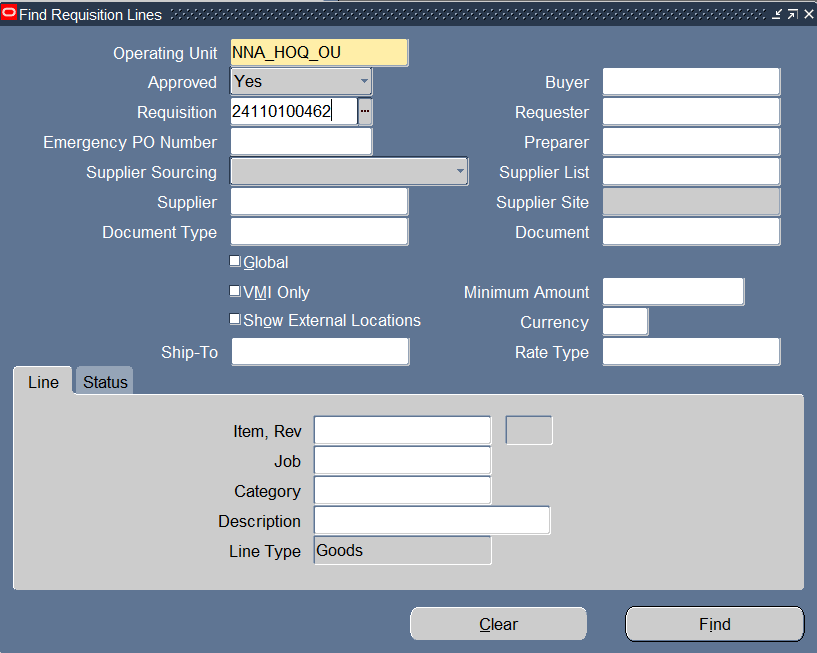 Find Requisition Lines
Operating Unit NNA_HOQ_OU
Approved Yes Buyer
Requisition 24110100462 ... Requester
Emergency PO Number Preparer
Supplier Sourcing Supplier List
Supplier Supplier Site
Document Type Document
Global
VMI Only Minimum Amount
Show External Locations Currency
Ship-To Rate Type
Line Status
Item, Rev
Job
Category
Description
Line Type Goods
Clear Find